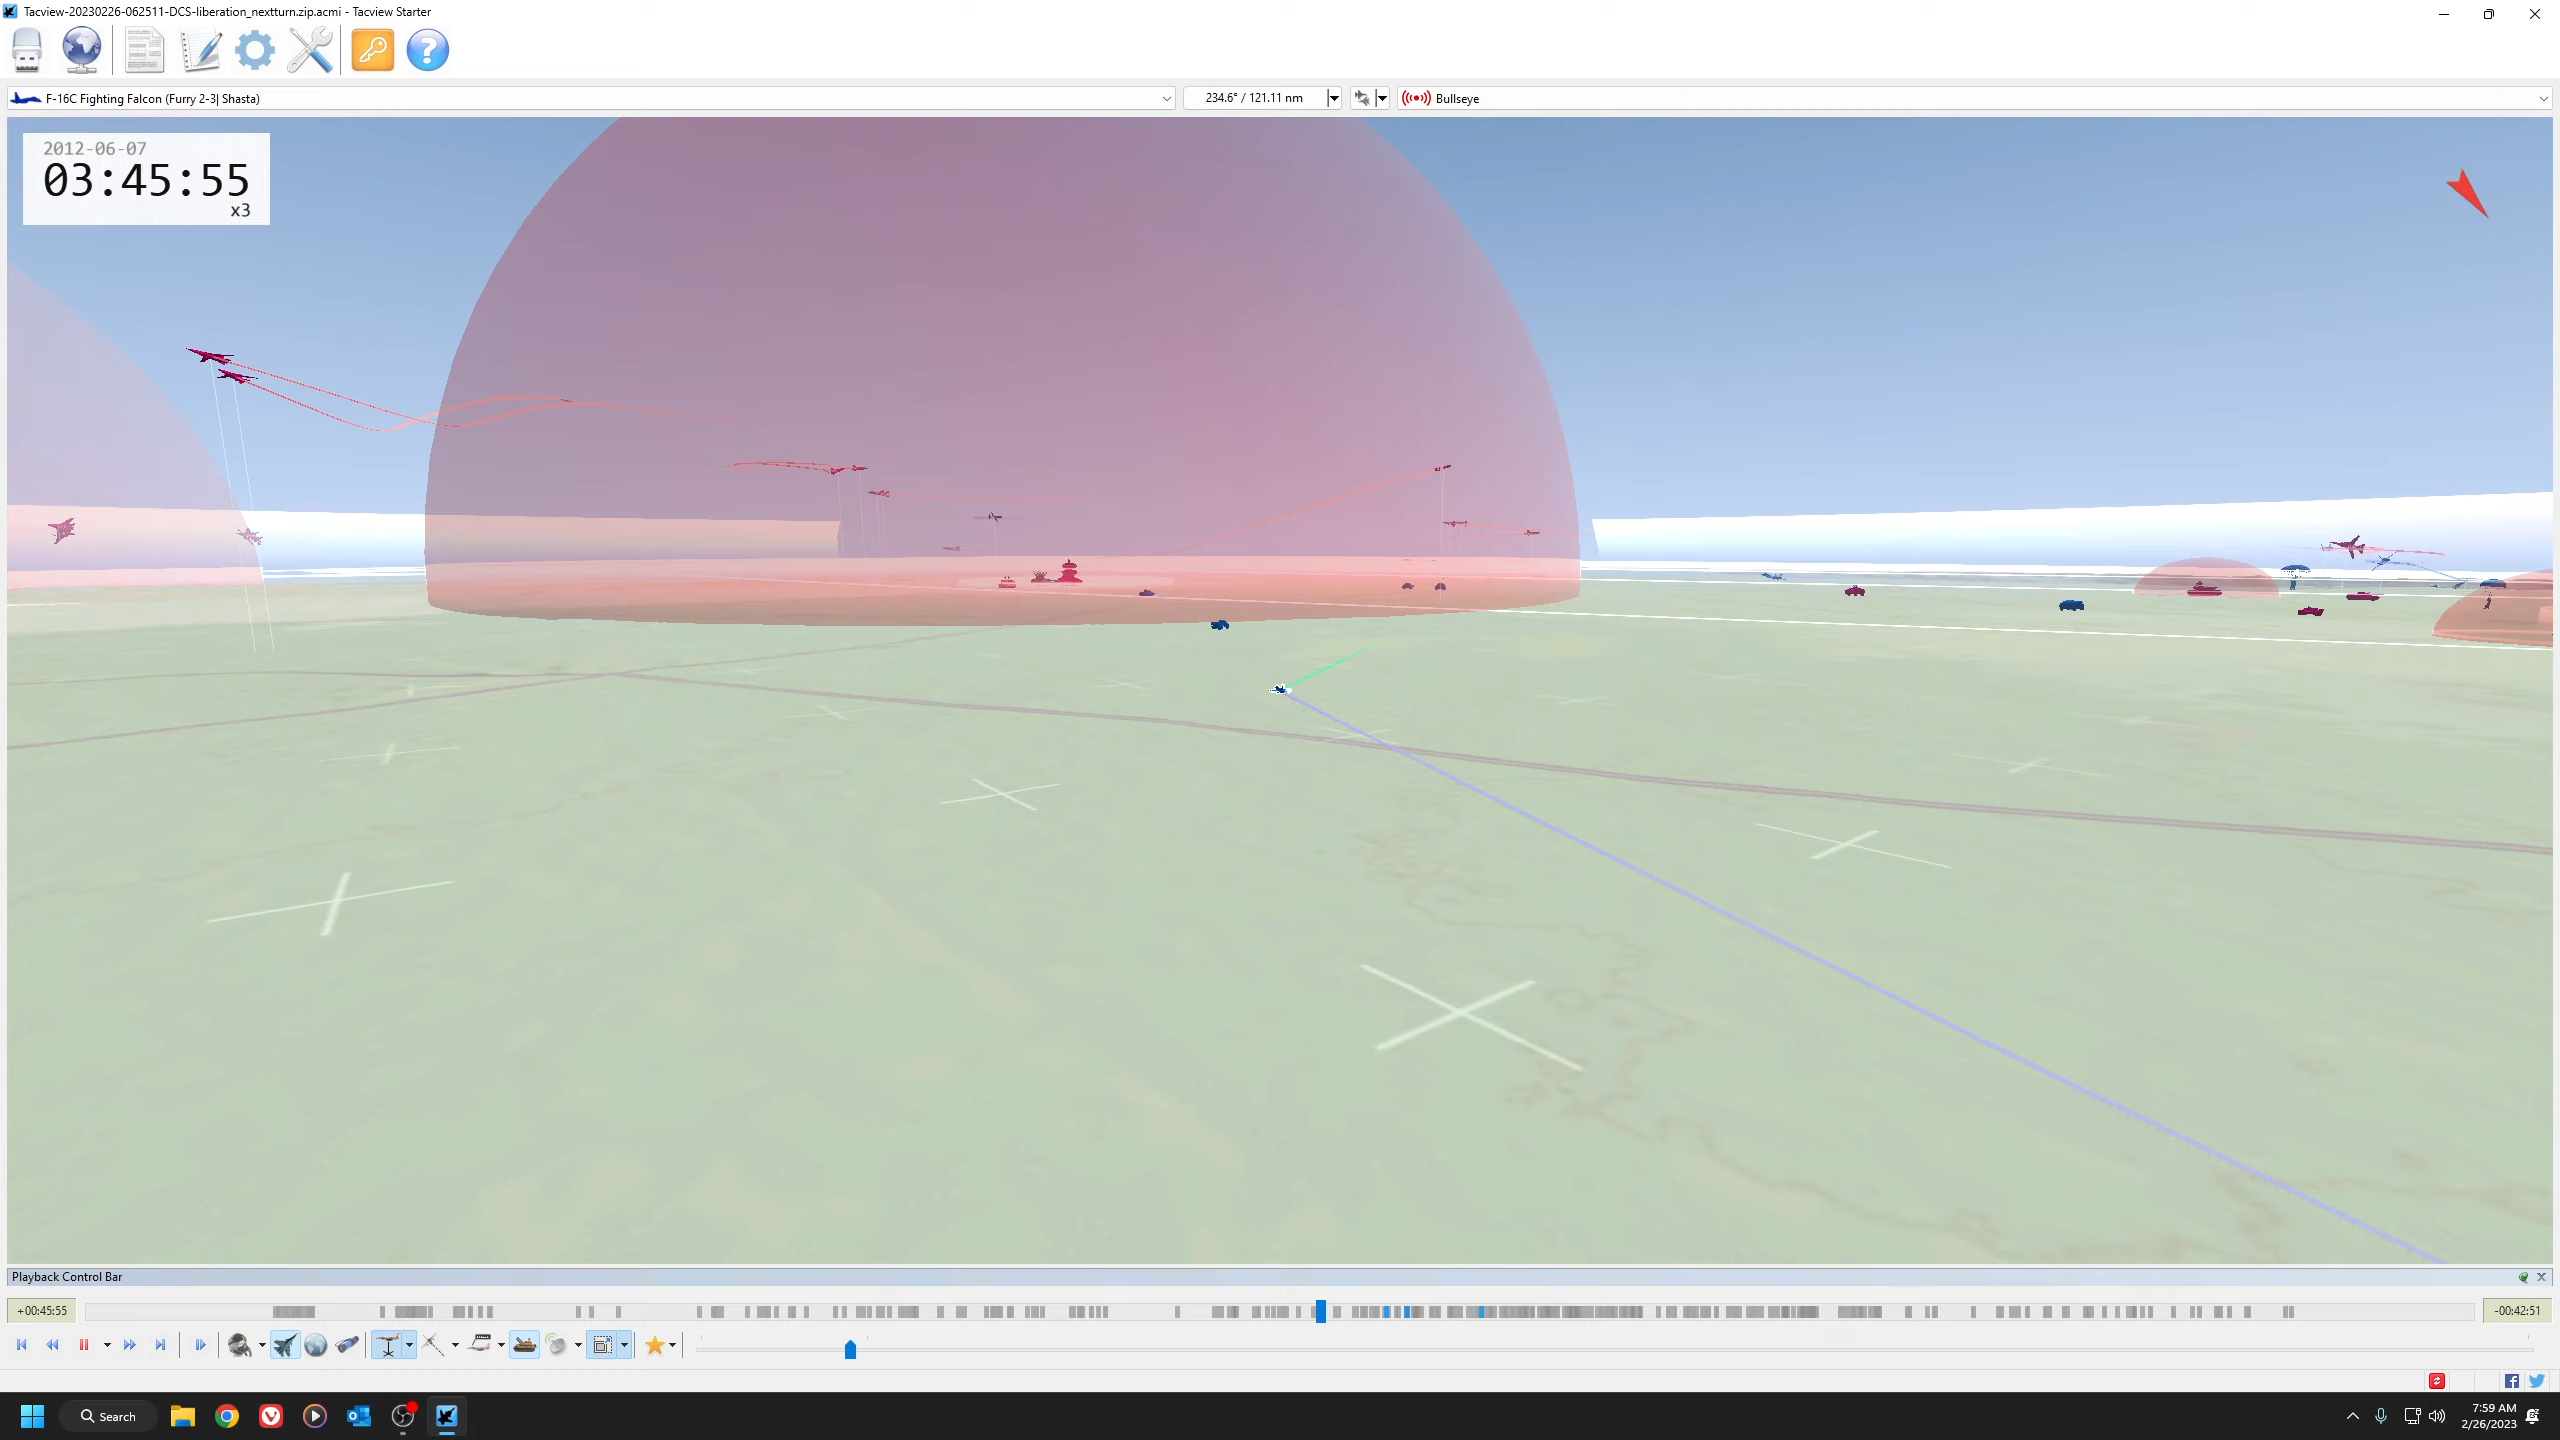 Tacview-20230226-062511-DCS-liberation_nextturn.zip.acmi - Tacview Starter
F-16C Fighting Falcon (Furry 2-3| Shasta)
234.6° / 121.11 nm
Bullseye
2012-06-07
03:45:55
x3
Playback Control Bar
+00:45:55
-00:42:51
Search
7:59 AM
2/26/2023